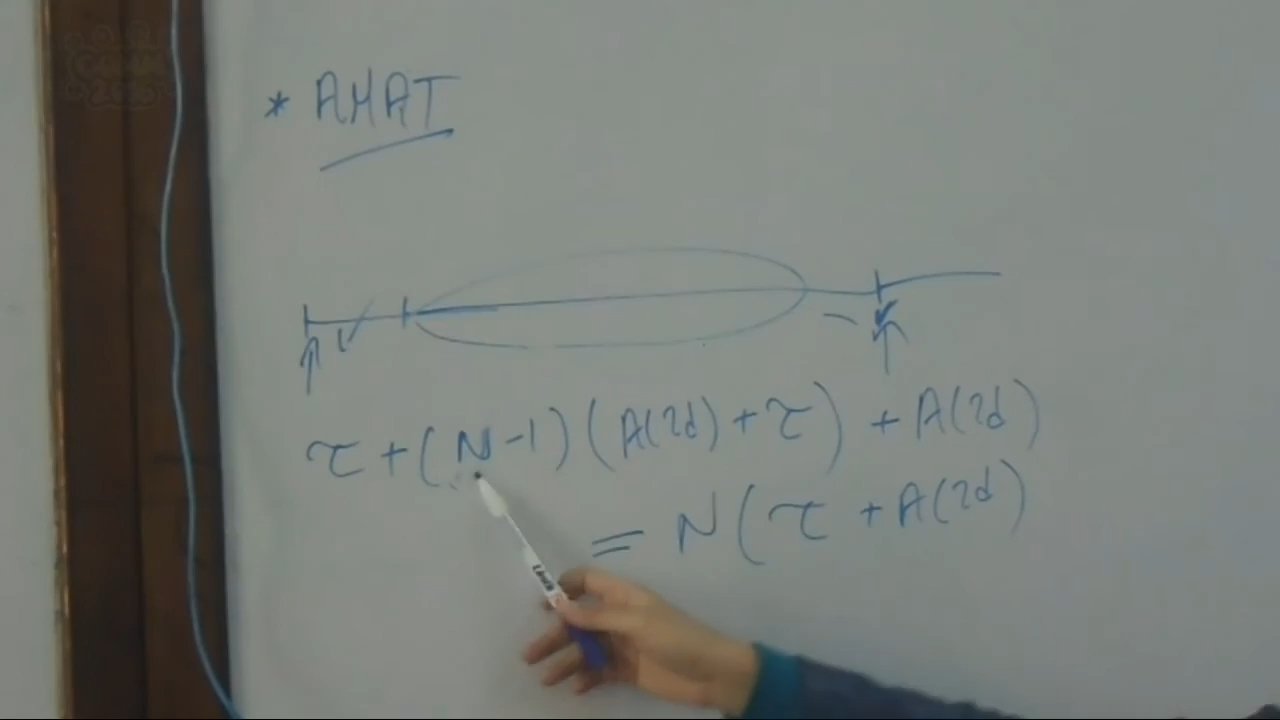 * AHAT
τ + (N-1) (A(2d) + τ) + A(2d)
= N(τ + A(2d)